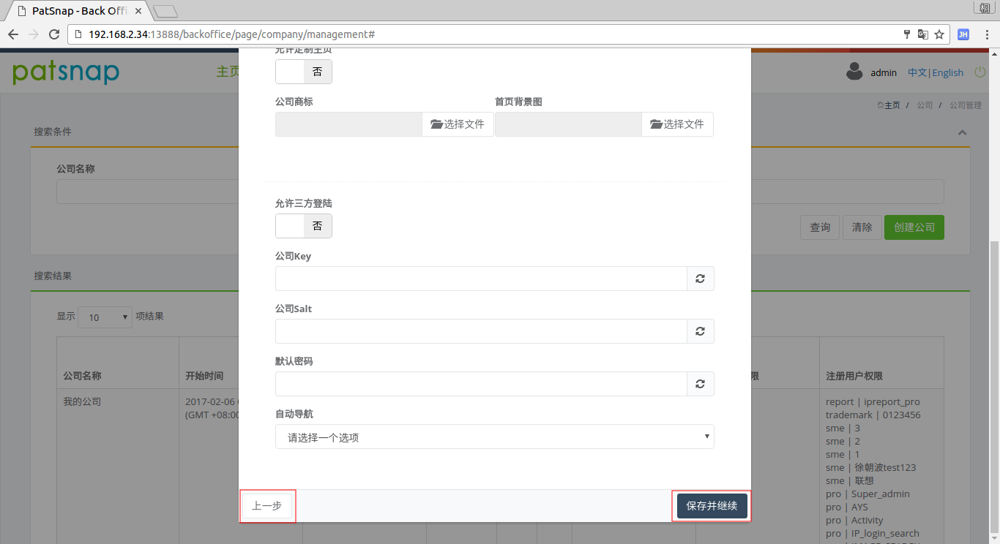 PatSnap - Back Offi
192.168.2.34:13888/backoffice/page/company/management#
JH
patsnap
主页
admin 中文|English
主页 / 公司 / 公司管理
搜索条件
公司名称
查询 清除 创建公司
搜索结果
显示 10 项结果
公司名称 开始时间 限 注册用户权限
我的公司
2017-02-06
(GMT +08:00
report | ipreport_pro
trademark | 0123456
sme | 3
sme | 2
sme | 1
sme | 徐朝波test123
sme | 联想
pro | Super_admin
pro | AYS
pro | Activity
pro | IP_login_search
允许定制主页
否
公司商标 首页背景图
选择文件 选择文件
允许三方登陆
否
公司Key
公司Salt
默认密码
自动导航
请选择一个选项
上一步 保存并继续